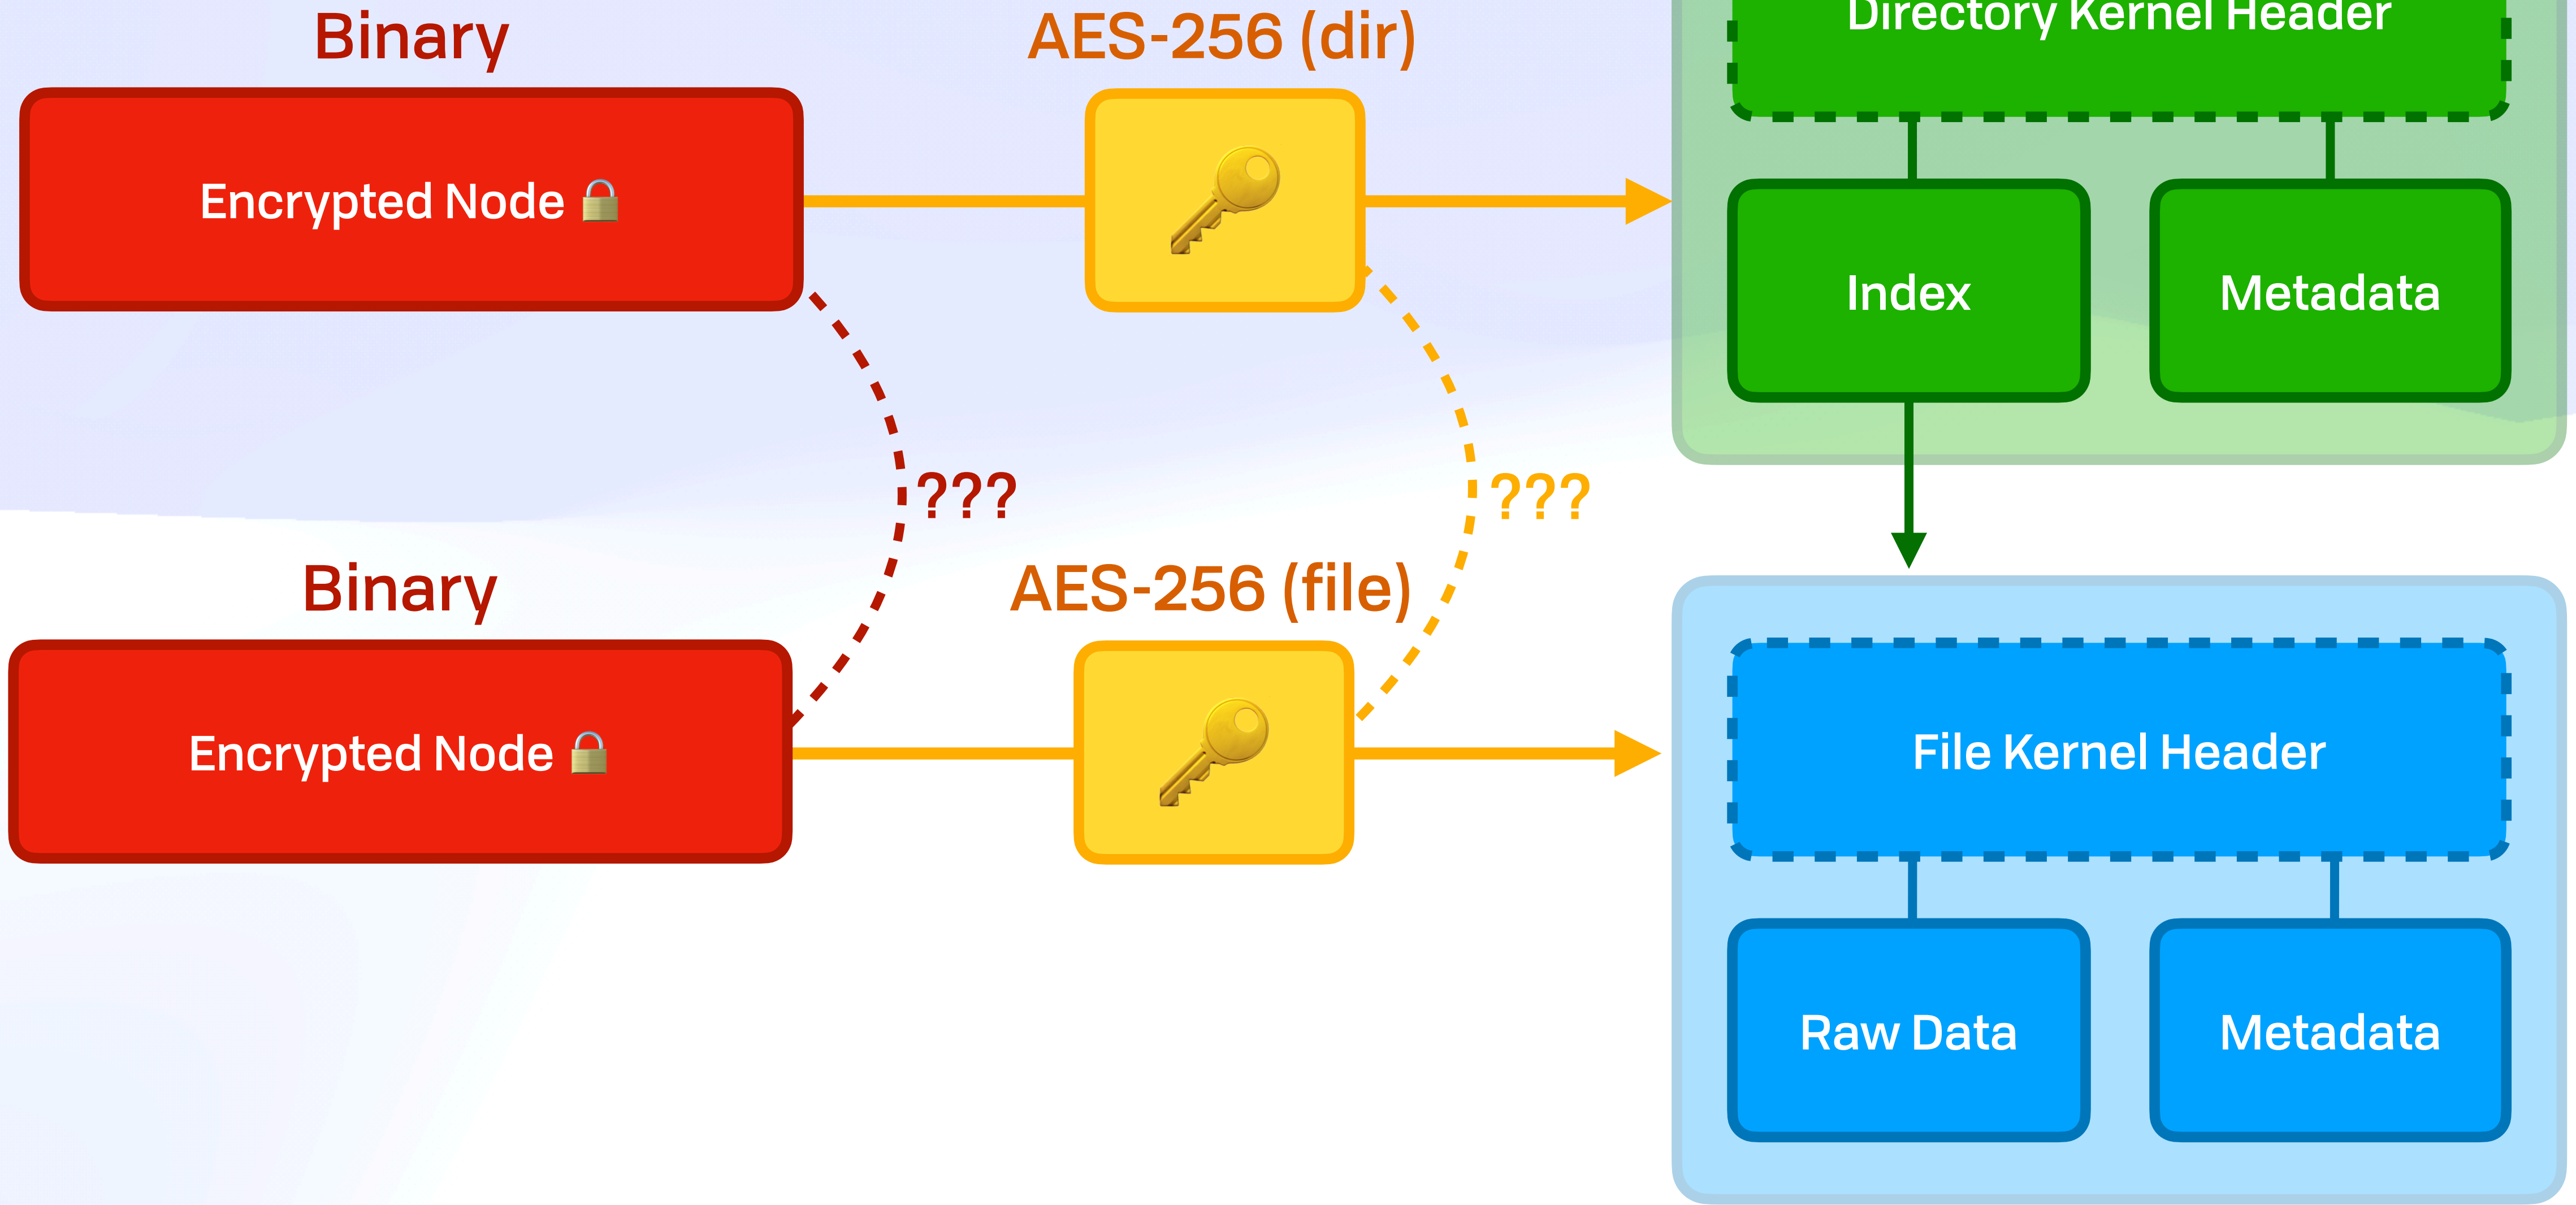 Binary
AES-256 (dir)
Directory Kernel Header
Encrypted Node
Index
Metadata
???
???
Binary
AES-256 (file)
Encrypted Node
File Kernel Header
Raw Data
Metadata